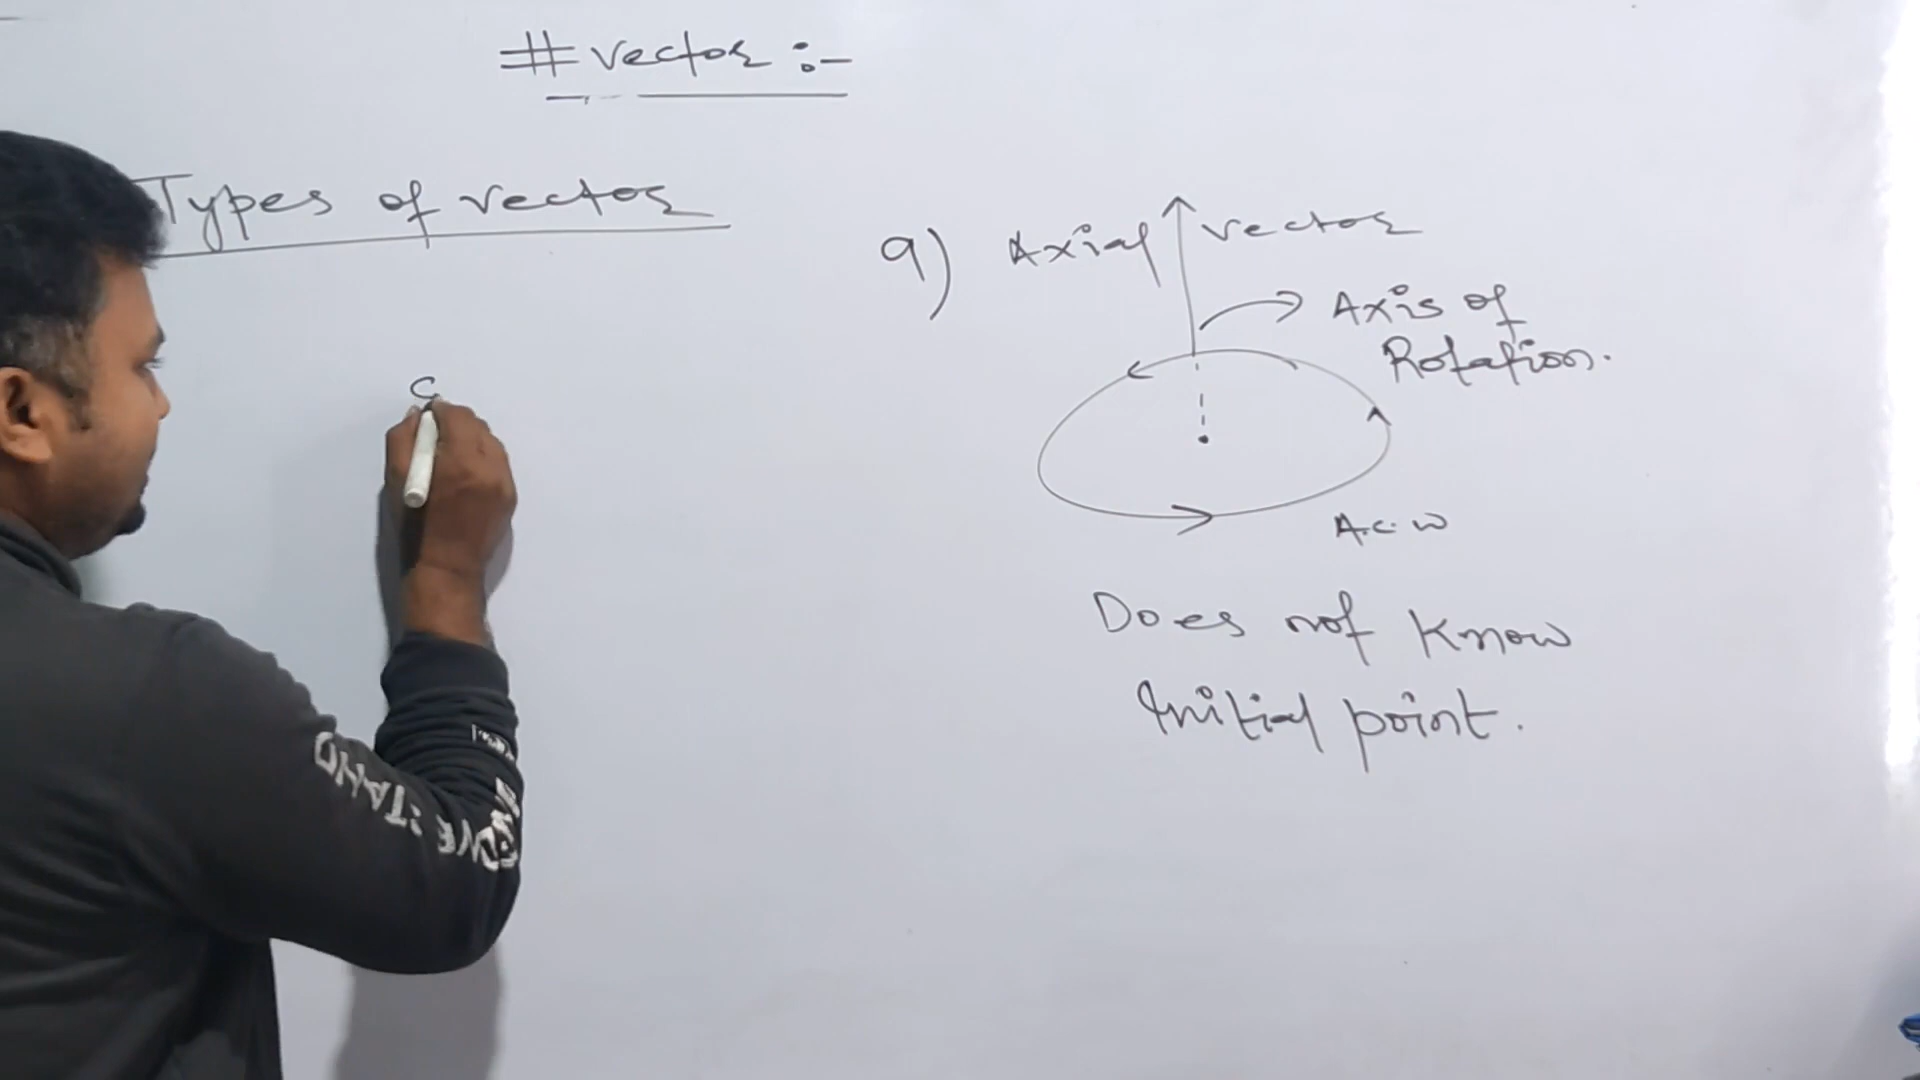 # vector :-
Types of vector
9) Axial vector
Axis of
Rotation.
C
A.C.W
Does not know
Initial point.